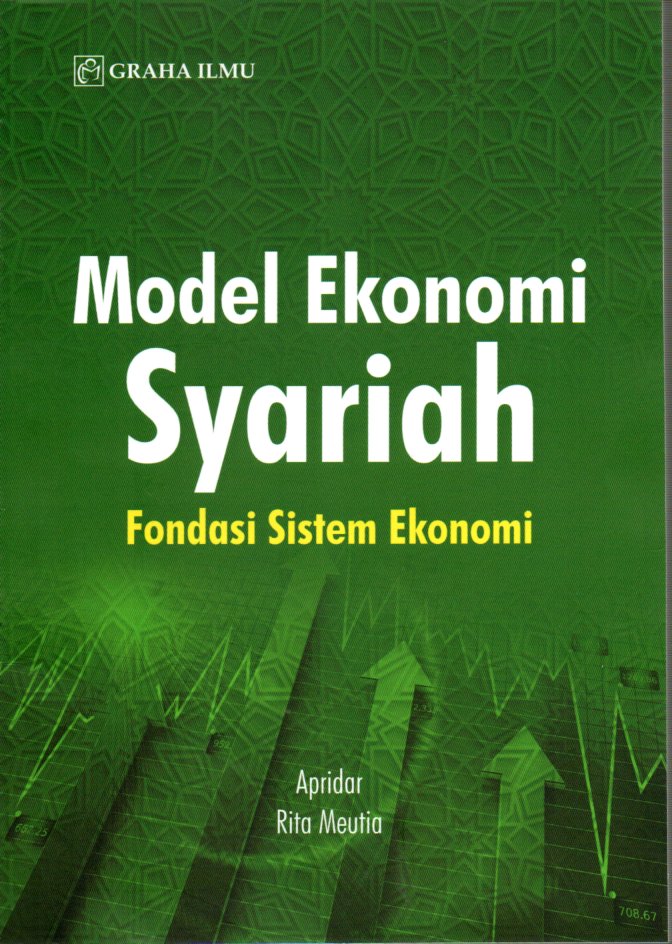 GRAHA ILMU
Model Ekonomi
Syariah
Fondasi Sistem Ekonomi
Apridar
Rita Meutia
708.67